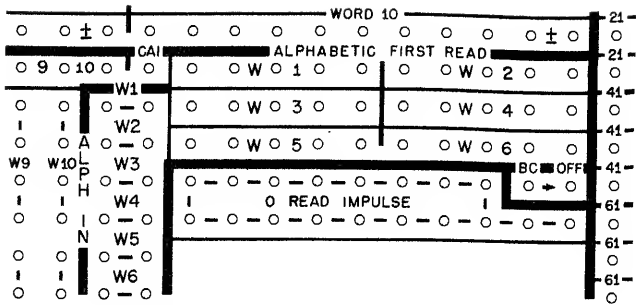 WORD 10 21
± ±
CAI ALPHABETIC FIRST READ 21
9 10 W 1 W 2
W1 41
W2 W 3 W 4
41
W 5 W 6
W9 W10 W3 BC OFF 41
ALPH IN
W4 0 READ IMPULSE 61
W5 61
W6 61